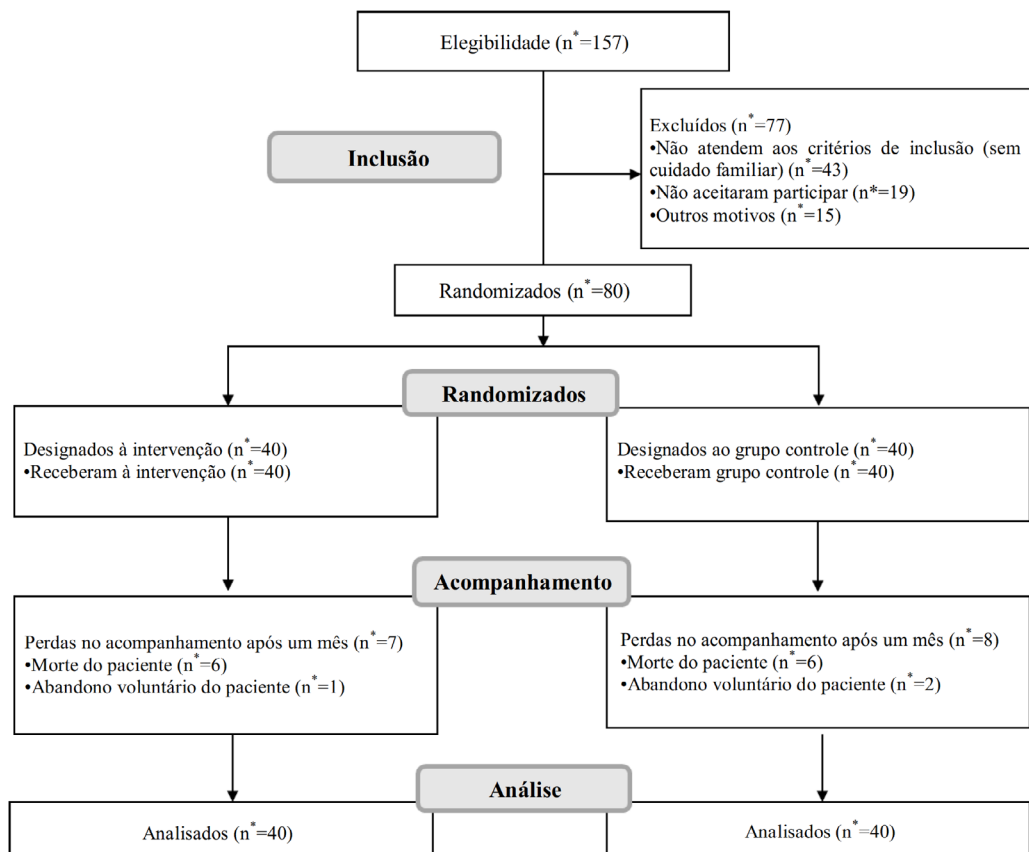 Elegibilidade (n*=157)
Excluídos (n*=77)
•Não atendem aos critérios de inclusão (sem
cuidado familiar) (n*=43)
•Não aceitaram participar (n*=19)
•Outros motivos (n*=15)
Inclusão
Randomizados (n*=80)
Randomizados
Designados à intervenção (n*=40)
•Receberam à intervenção (n*=40)
Designados ao grupo controle (n*=40)
•Receberam grupo controle (n*=40)
Acompanhamento
Perdas no acompanhamento após um mês (n*=7)
•Morte do paciente (n*=6)
•Abandono voluntário do paciente (n*=1)
Perdas no acompanhamento após um mês (n*=8)
•Morte do paciente (n*=6)
•Abandono voluntário do paciente (n*=2)
Análise
Analisados (n*=40)
Analisados (n*=40)